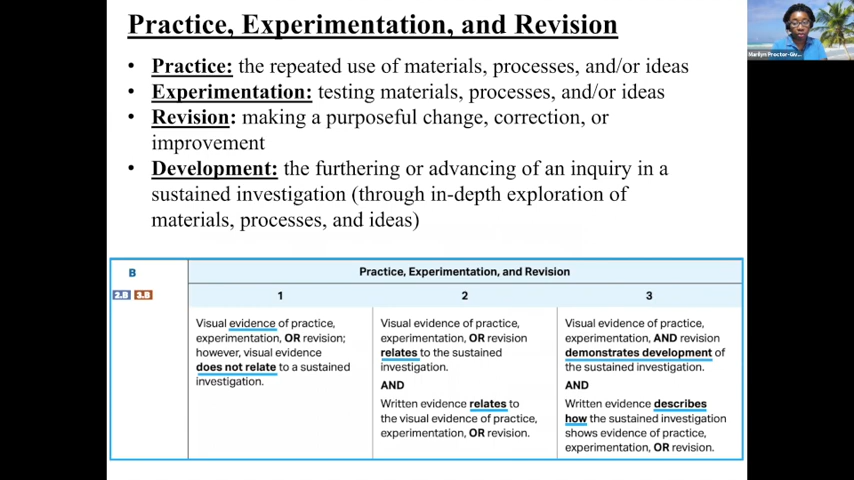 Practice, Experimentation, and Revision
• Practice: the repeated use of materials, processes, and/or ideas
• Experimentation: testing materials, processes, and/or ideas
• Revision: making a purposeful change, correction, or
improvement
• Development: the furthering or advancing of an inquiry in a
sustained investigation (through in-depth exploration of
materials, processes, and ideas)
B
2.B 3.B
Practice, Experimentation, and Revision
1
2
3
Visual evidence of practice,
experimentation, OR revision;
however, visual evidence
does not relate to a sustained
investigation.
Visual evidence of practice,
experimentation, OR revision
relates to the sustained
investigation.
AND
Written evidence relates to
the visual evidence of practice,
experimentation, OR revision.
Visual evidence of practice,
experimentation, AND revision
demonstrates development of
the sustained investigation.
AND
Written evidence describes
how the sustained investigation
shows evidence of practice,
experimentation, OR revision.
Marilyn Proctor-Giv...